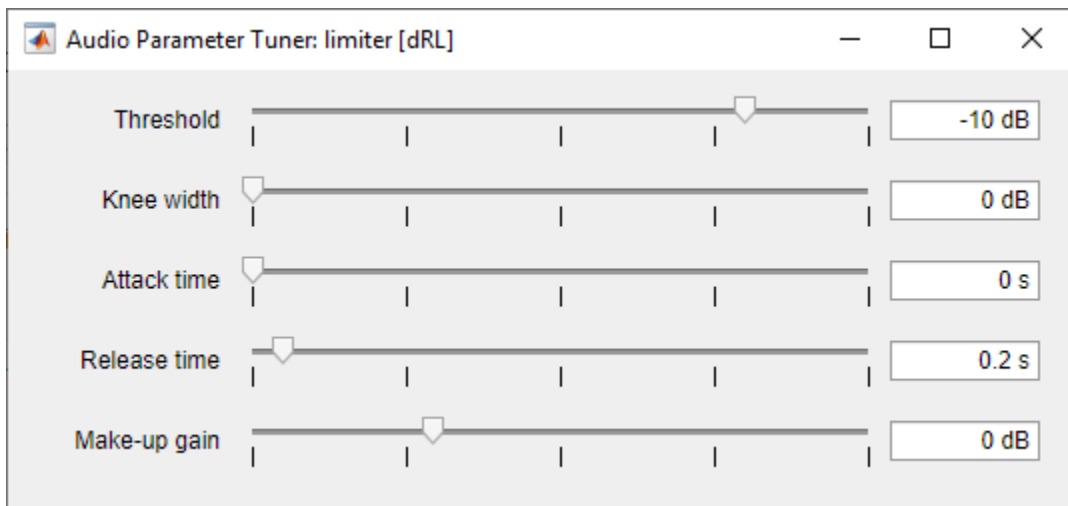 Audio Parameter Tuner: limiter [dRL]
Threshold -10 dB
Knee width 0 dB
Attack time 0 s
Release time 0.2 s
Make-up gain 0 dB